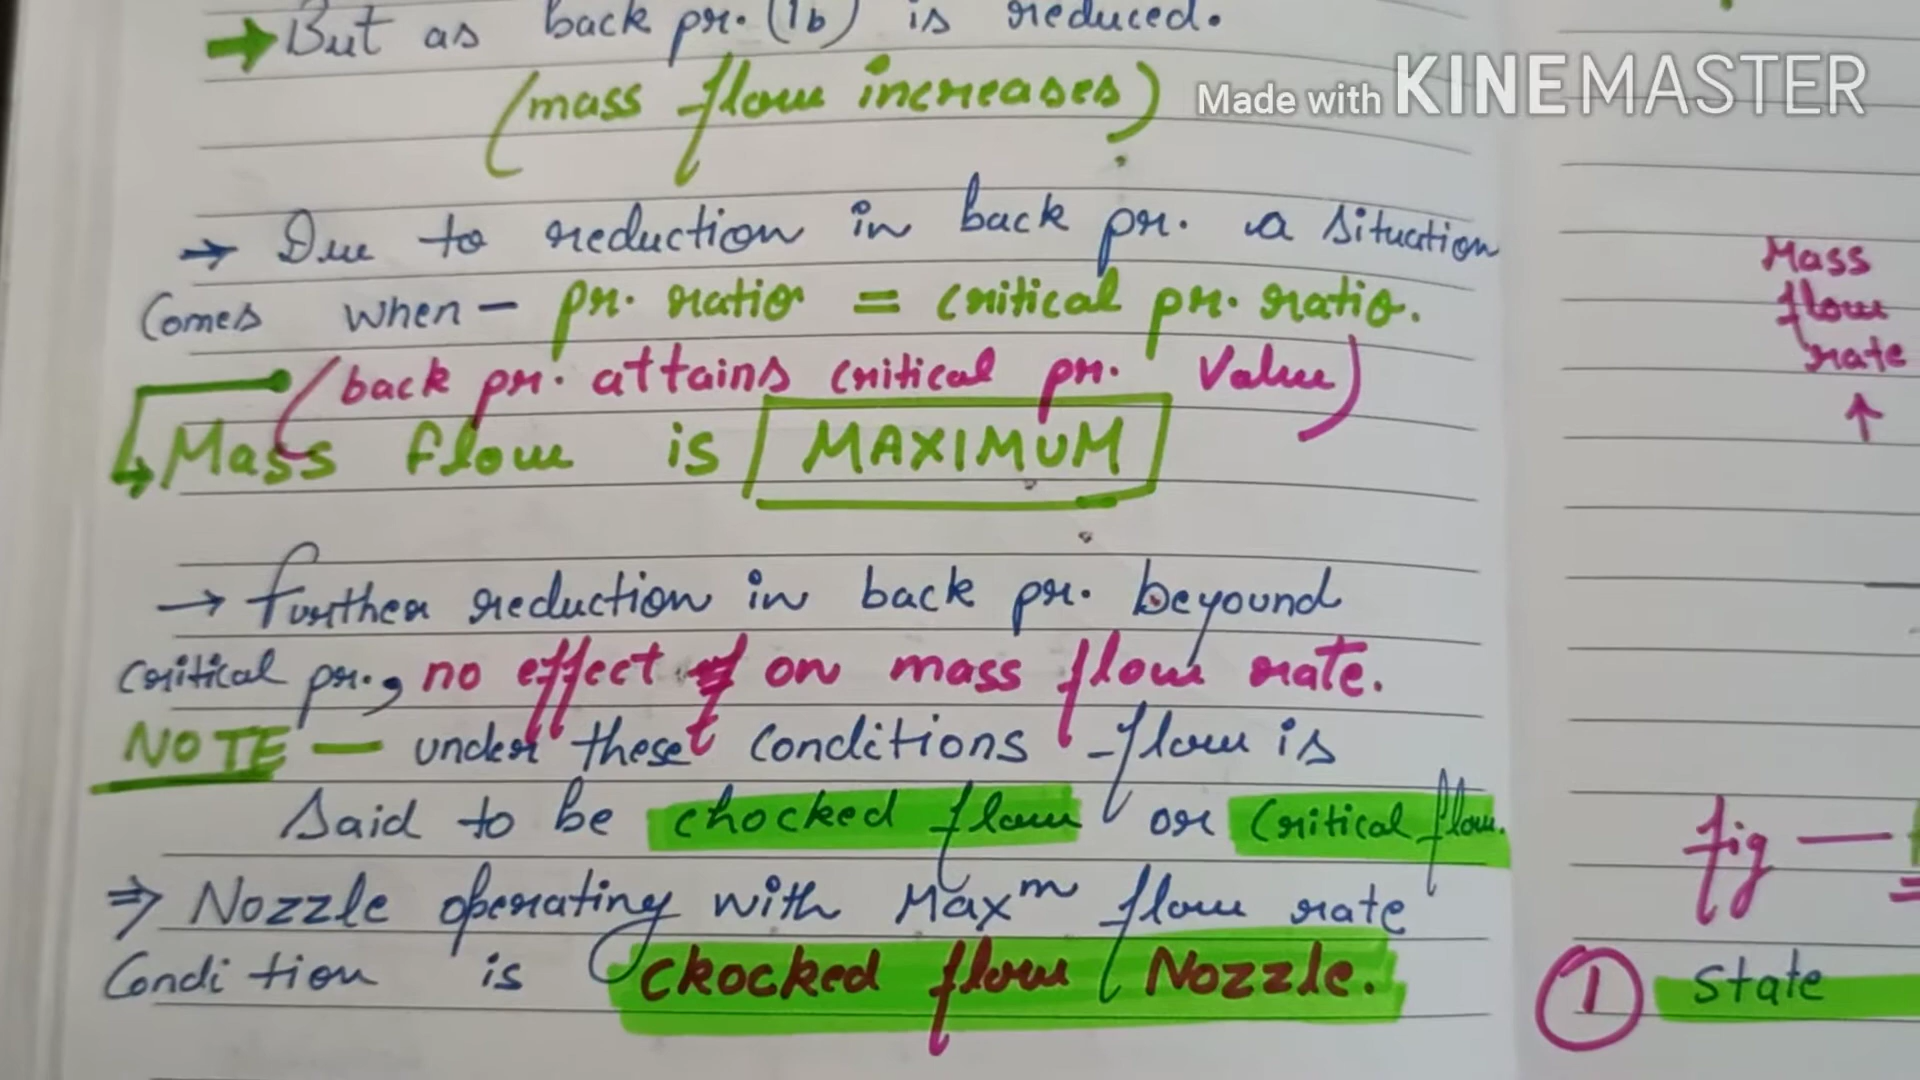 But as back pr. (Pb) is reduced.
(mass flow increases)
Made with KINEMASTER
→ Due to reduction in back pr. a situation
Comes when – pr. ratio = critical pr. ratio.
(back pr. attains critical pr. value)
Mass flow is MAXIMUM
→ further reduction in back pr. beyound
critical pr., no effect on mass flow rate.
NOTE — under these conditions flow is
Said to be chocked flow or critical flow.
⇒ Nozzle operating with Maxᵐ flow rate
Condition is ckocked flow Nozzle.
Mass
flow
rate
↑
fig —
① State